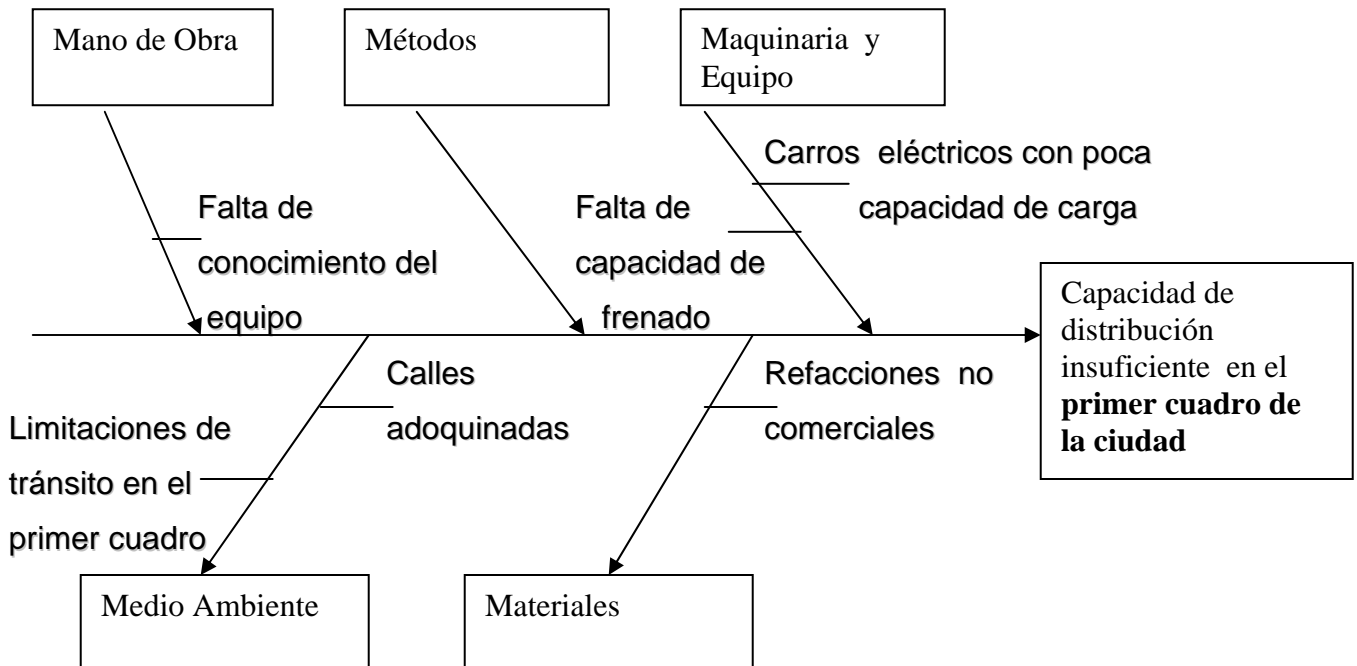 Mano de Obra
Métodos
Maquinaria y
Equipo
Carros eléctricos con poca
capacidad de carga
Falta de
conocimiento del
equipo
Falta de
capacidad de
frenado
Capacidad de
distribución
insuficiente en el
primer cuadro de
la ciudad
Calles
adoquinadas
Refacciones no
comerciales
Limitaciones de
tránsito en el
primer cuadro
Medio Ambiente
Materiales